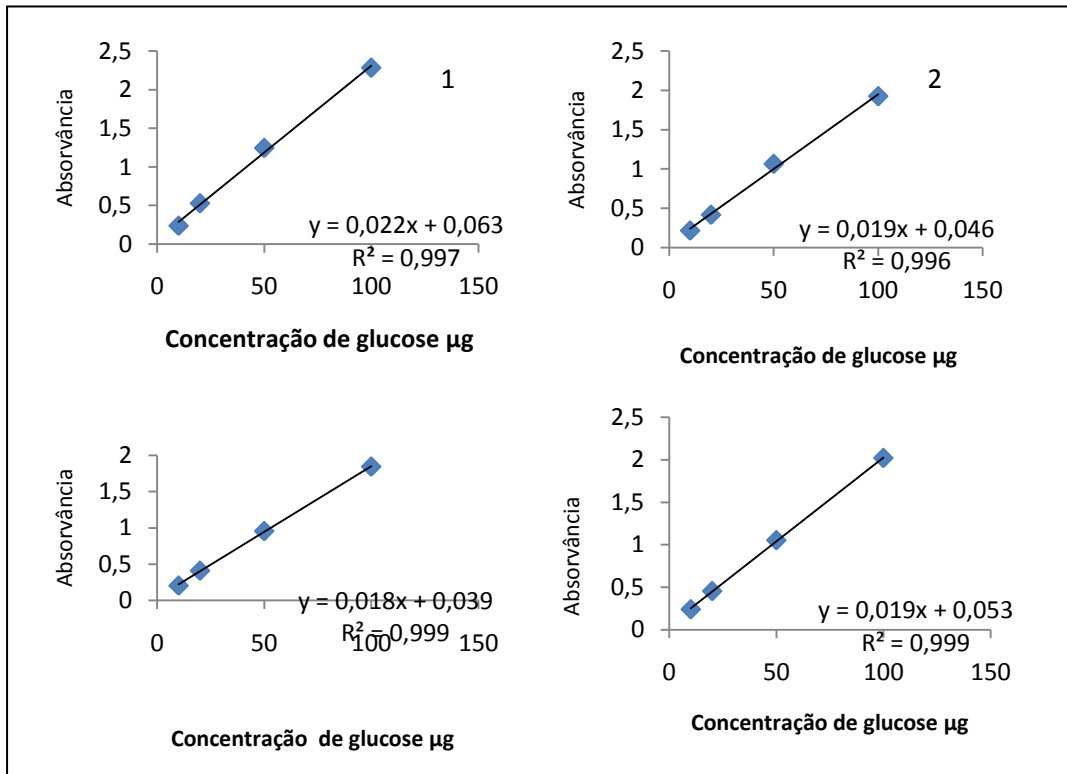 2,5
2
1,5
1
0,5
0
Absorvância
1
y = 0,022x + 0,063
R² = 0,997
0 50 100 150
Concentração de glucose µg
2,5
2
1,5
1
0,5
0
Absorvância
2
y = 0,019x + 0,046
R² = 0,996
0 50 100 150
Concentração de glucose µg
2
1,5
1
0,5
0
Absorvância
y = 0,018x + 0,039
R² = 0,999
0 50 100 150
Concentração de glucose µg
2,5
2
1,5
1
0,5
0
Absorvância
y = 0,019x + 0,053
R² = 0,999
0 50 100 150
Concentração de glucose µg